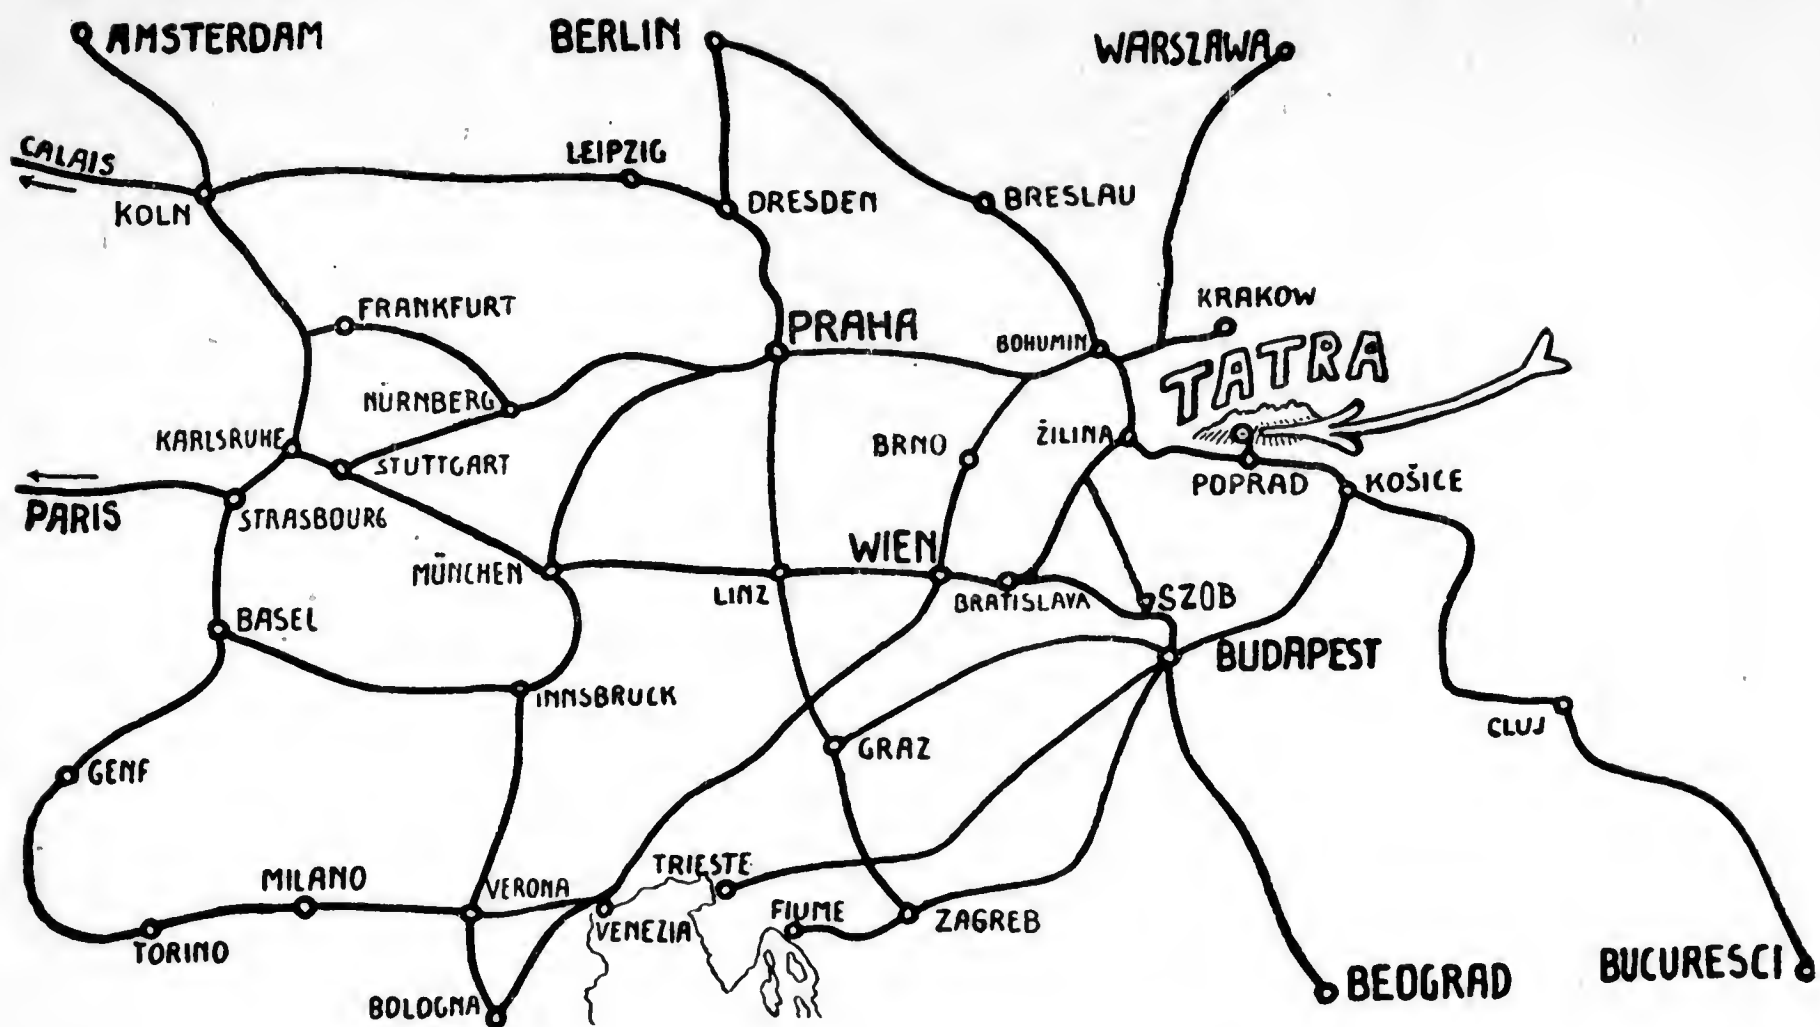 AMSTERDAM
BERLIN
WARSZAWA
CALAIS
LEIPZIG
KOLN
DRESDEN
BRESLAU
FRANKFURT
KRAKOW
PRAHA
BOHUMIN
TATRA
NÜRNBERG
KARLSRUHE
STUTTGART
BRNO
ŽILINA
POPRAD
KOŠICE
PARIS
STRASBOURG
MÜNCHEN
WIEN
LINZ
BRATISLAVA
SZOB
BASEL
BUDAPEST
INNSBRUCK
GRAZ
CLUJ
GENF
MILANO
VERONA
TRIESTE
FIUME
ZAGREB
VENEZIA
TORINO
BOLOGNA
BEOGRAD
BUCURESCI